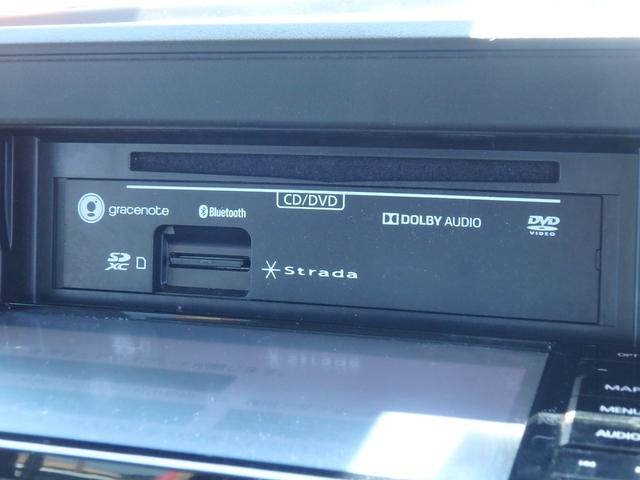 CD/DVD
gracenote
Bluetooth
DOLBY AUDIO
DVD
VIDEO
SD
XC
Strada
MAP
MENU
AUDIO